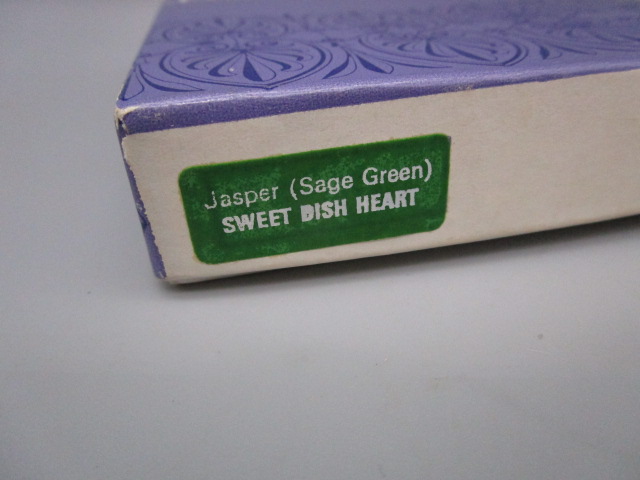 Jasper (Sage Green)
SWEET DISH HEART